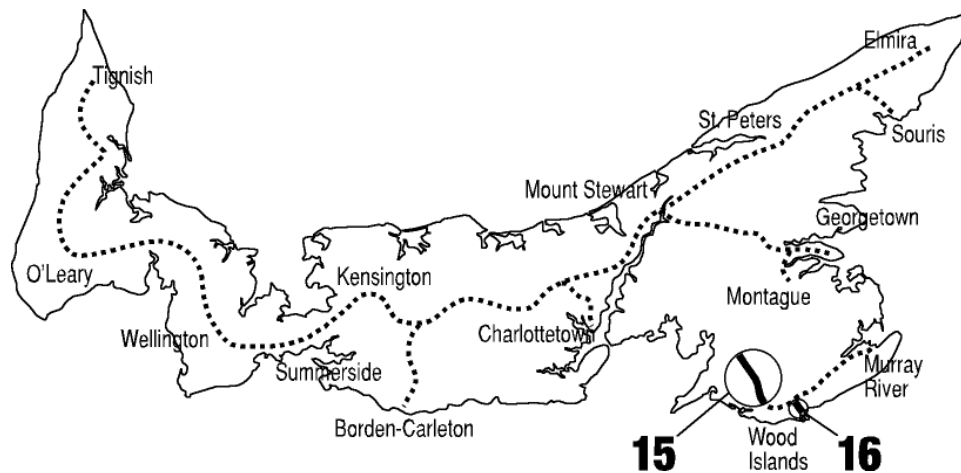 Elmira
Tignish
St. Peters
Souris
Mount Stewart
Georgetown
O'Leary
Kensington
Montague
Wellington
Charlottetown
Summerside
Murray
River
Borden-Carleton
15
Wood
Islands
16